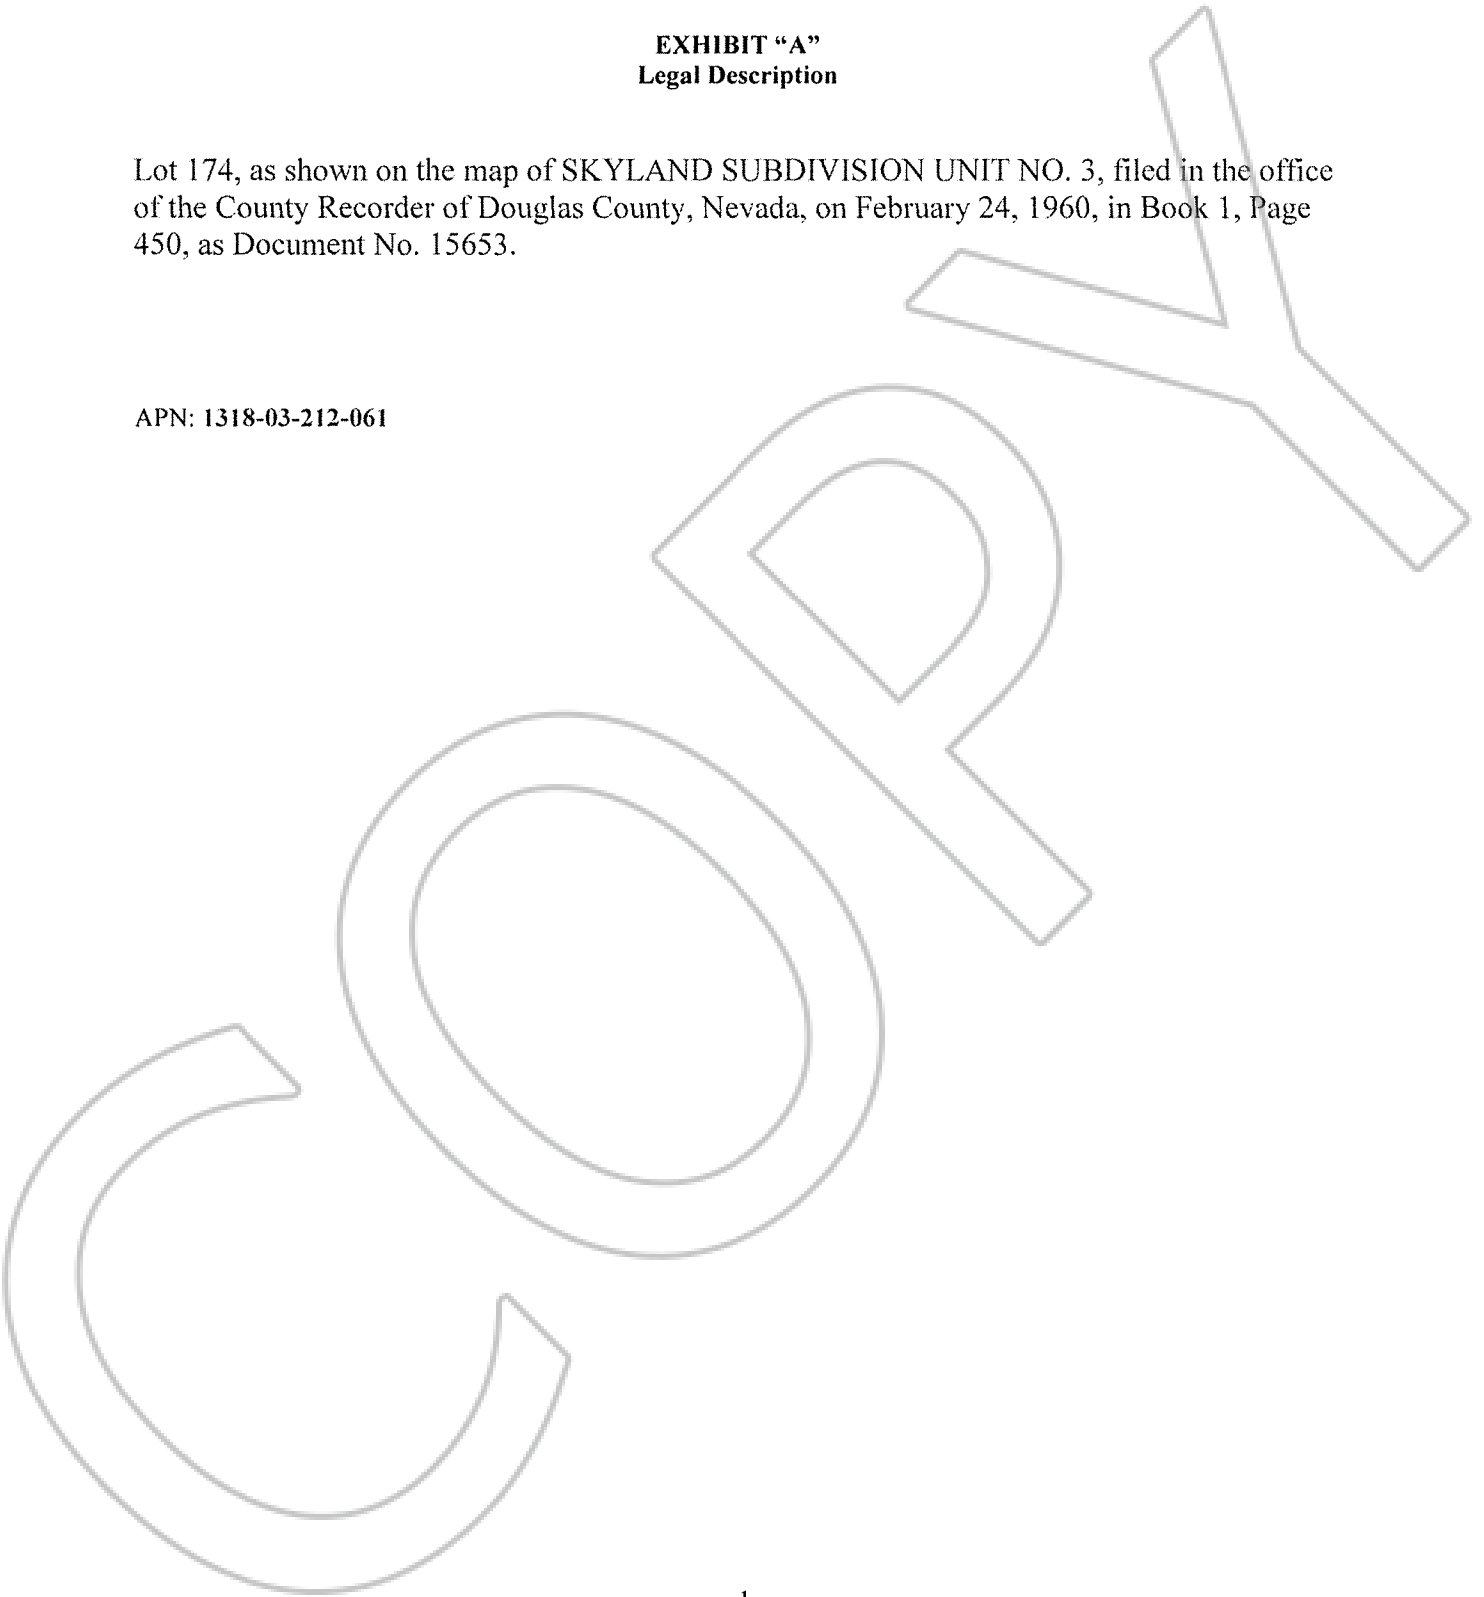 EXHIBIT “A”
Legal Description
Lot 174, as shown on the map of SKYLAND SUBDIVISION UNIT NO. 3, filed in the office
of the County Recorder of Douglas County, Nevada, on February 24, 1960, in Book 1, Page
450, as Document No. 15653.
APN: 1318-03-212-061
COPY
1